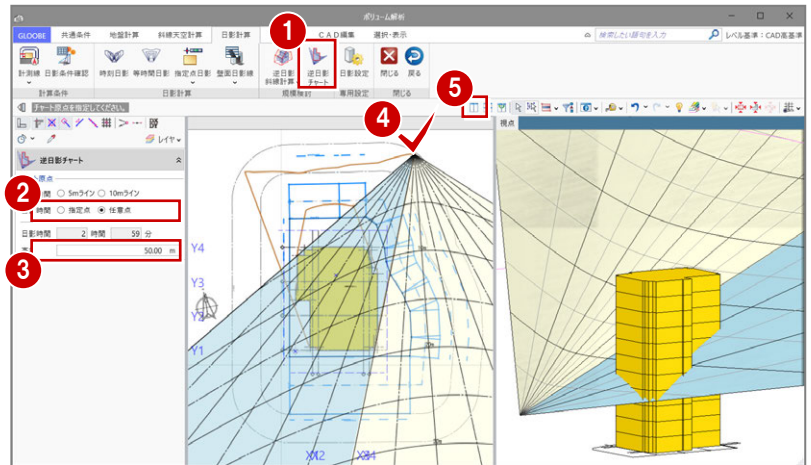 ボリューム解析
GLOOBE 共通条件 地盤計算 斜線天空計算 日影計算 CAD編集 選択・表示 検索したい語句を入力 レベル基準：CAD基基準
1
計測線 日影条件確認 時刻日影 等時間日影 指定点日影 壁面日影線 逆日影 斜線計算 逆日影 チャート 日影設定 閉じる 戻る
計算条件 日影計算 規模検討 専用設定 閉じる
5
チャート原点を指定してください。
4
視点
レイヤ
逆日影チャート
原点
2
間 5mライン 10mライン
時間 指定点 任意点
日影時間 2 時間 59 分
50.00 m
3
Y4
Y3
Y2
Y1